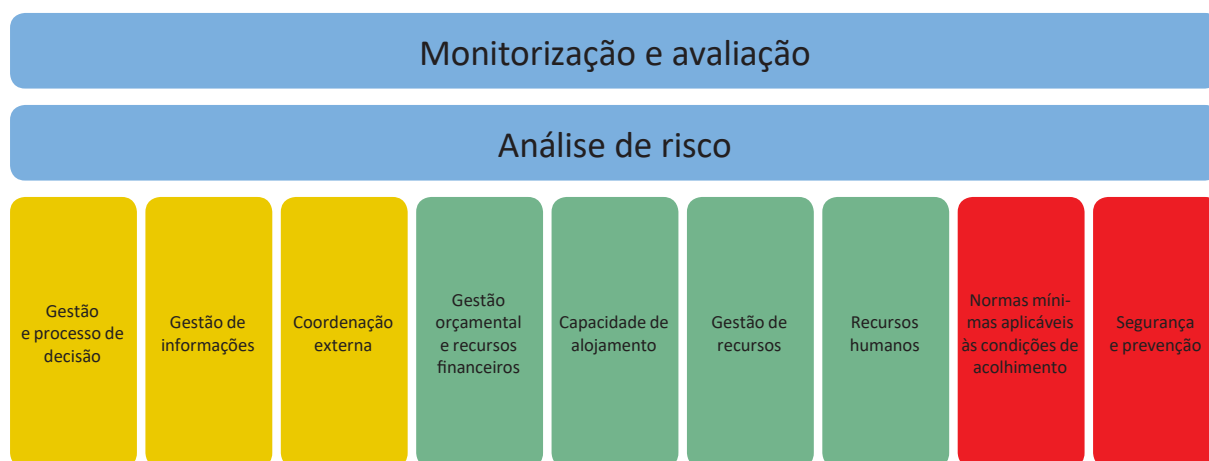 Monitorização e avaliação
Análise de risco
Gestão
e processo de
decisão
Gestão de
informações
Coordenação
externa
Gestão
orçamental
e recursos
financeiros
Capacidade de
alojamento
Gestão de
recursos
Recursos
humanos
Normas míni-
mas aplicáveis
às condições de
acolhimento
Segurança
e prevenção